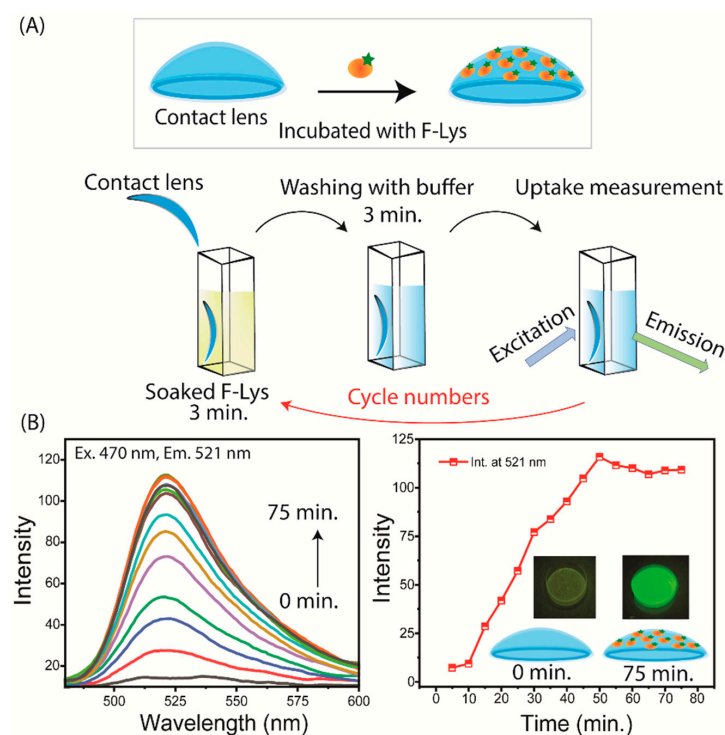 (A)
Contact lens
Incubated with F-Lys
Contact lens
Washing with buffer
3 min.
Uptake measurement
Excitation
Emission
Soaked F-Lys
3 min.
Cycle numbers
(B)
Ex. 470 nm, Em. 521 nm
75 min.
0 min.
Intensity
120
100
80
60
40
20
500
525
550
575
600
Wavelength (nm)
Int. at 521 nm
Intensity
125
100
75
50
25
0
0 min.
75 min.
0
10
20
30
40
50
60
70
80
Time (min.)